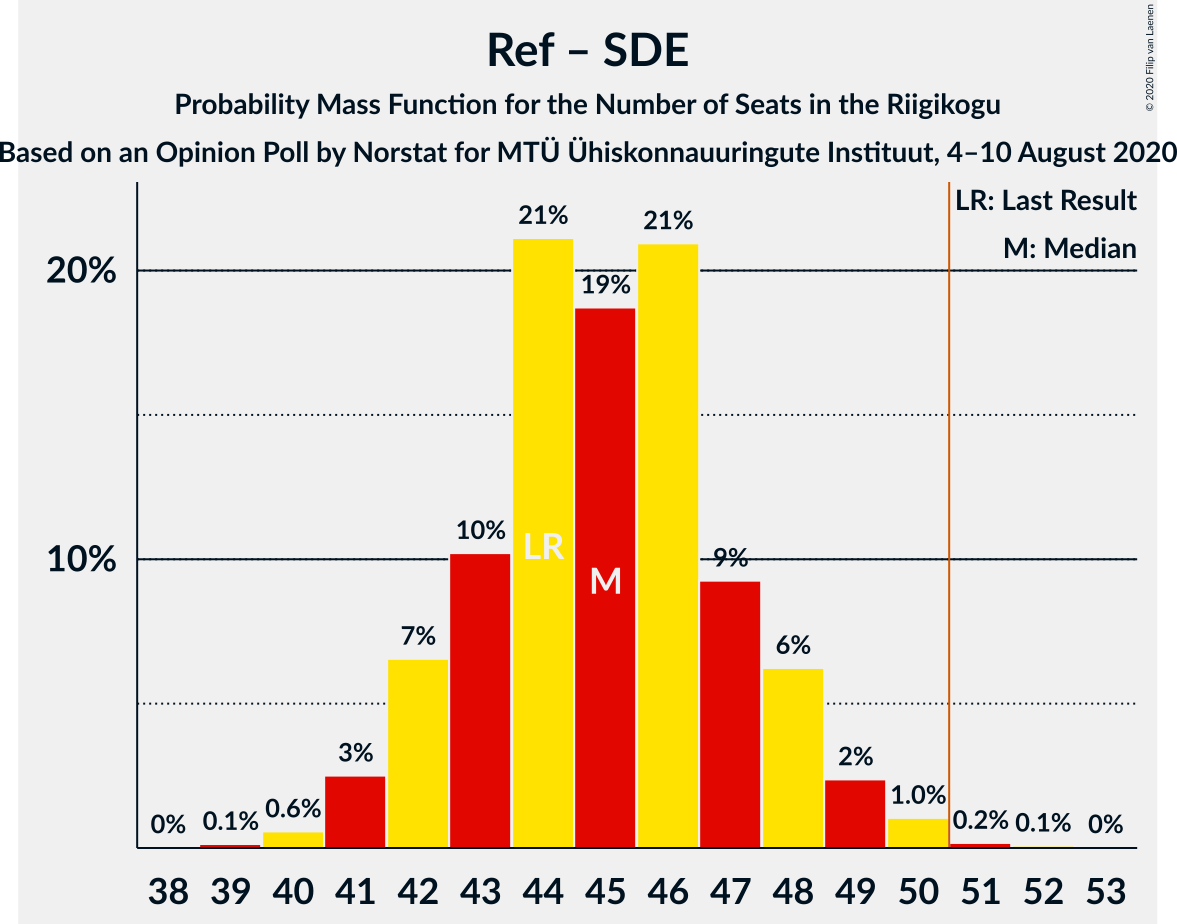 Ref – SDE
Probability Mass Function for the Number of Seats in the Riigikogu
Based on an Opinion Poll by Norstat for MTÜ Ühiskonnauuringute Instituut, 4–10 August 2020
© 2020 Filip van Laenen
LR: Last Result
M: Median
20%
10%
0%
0.1%
0.6%
3%
7%
10%
21%
19%
21%
9%
6%
2%
1.0%
0.2%
0.1%
0%
LR
M
38 39 40 41 42 43 44 45 46 47 48 49 50 51 52 53